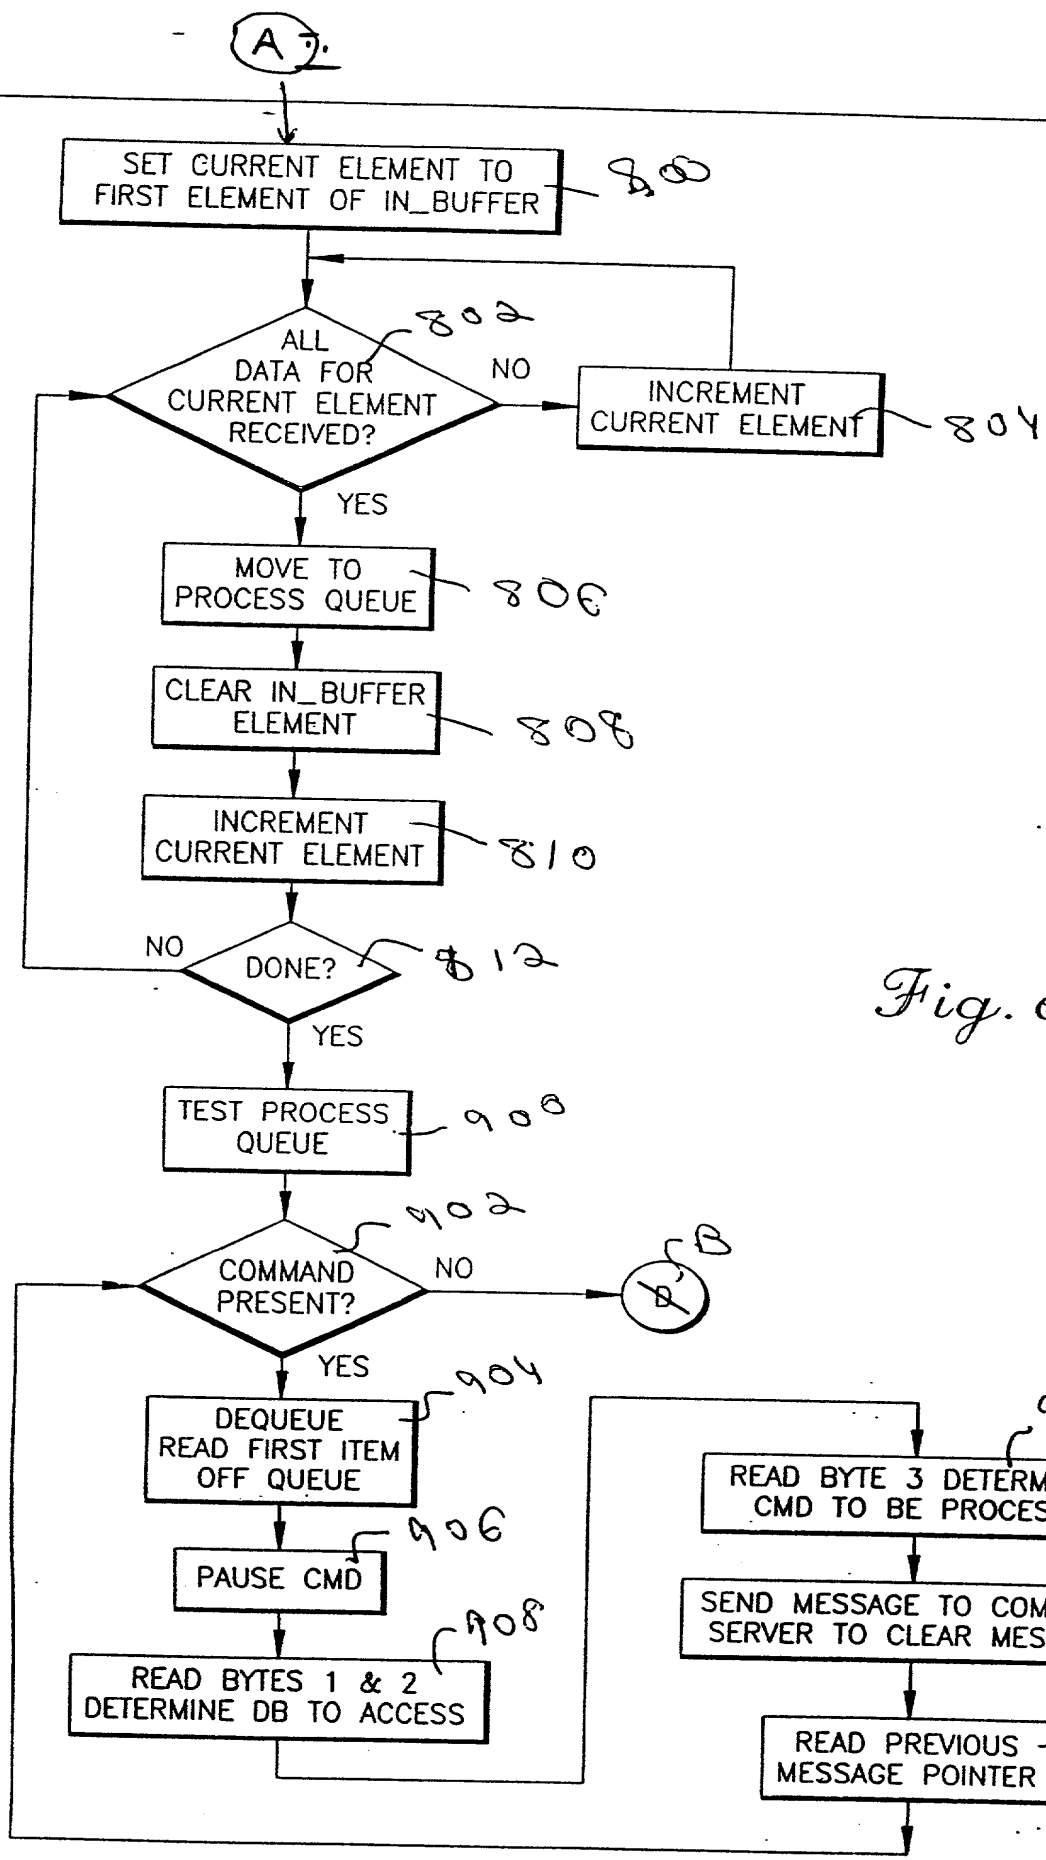 A
SET CURRENT ELEMENT TO
FIRST ELEMENT OF IN_BUFFER
800
ALL
DATA FOR
CURRENT ELEMENT
RECEIVED?
802
NO
INCREMENT
CURRENT ELEMENT
804
YES
MOVE TO
PROCESS QUEUE
806
CLEAR IN_BUFFER
ELEMENT
808
INCREMENT
CURRENT ELEMENT
810
NO
DONE?
812
YES
Fig.
TEST PROCESS
QUEUE
900
902
COMMAND
PRESENT?
NO
B
D
YES
904
DEQUEUE
READ FIRST ITEM
OFF QUEUE
906
PAUSE CMD
908
READ BYTES 1 & 2
DETERMINE DB TO ACCESS
READ BYTE 3 DETERM
CMD TO BE PROCES
SEND MESSAGE TO COM
SERVER TO CLEAR MES
READ PREVIOUS
MESSAGE POINTER